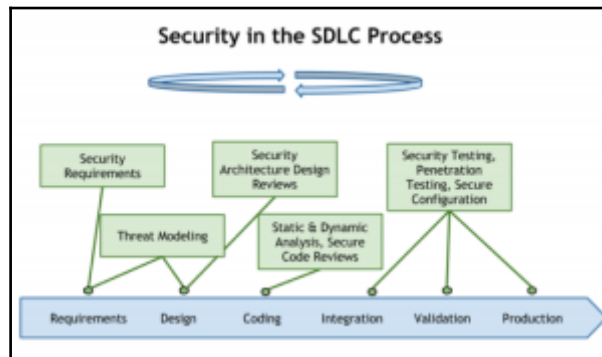 Security in the SDLC Process
Security
Requirements
Security
Architecture Design
Reviews
Security Testing,
Penetration
Testing, Secure
Configuration
Threat Modeling
Static & Dynamic
Analysis, Secure
Code Reviews
Requirements
Design
Coding
Integration
Validation
Production